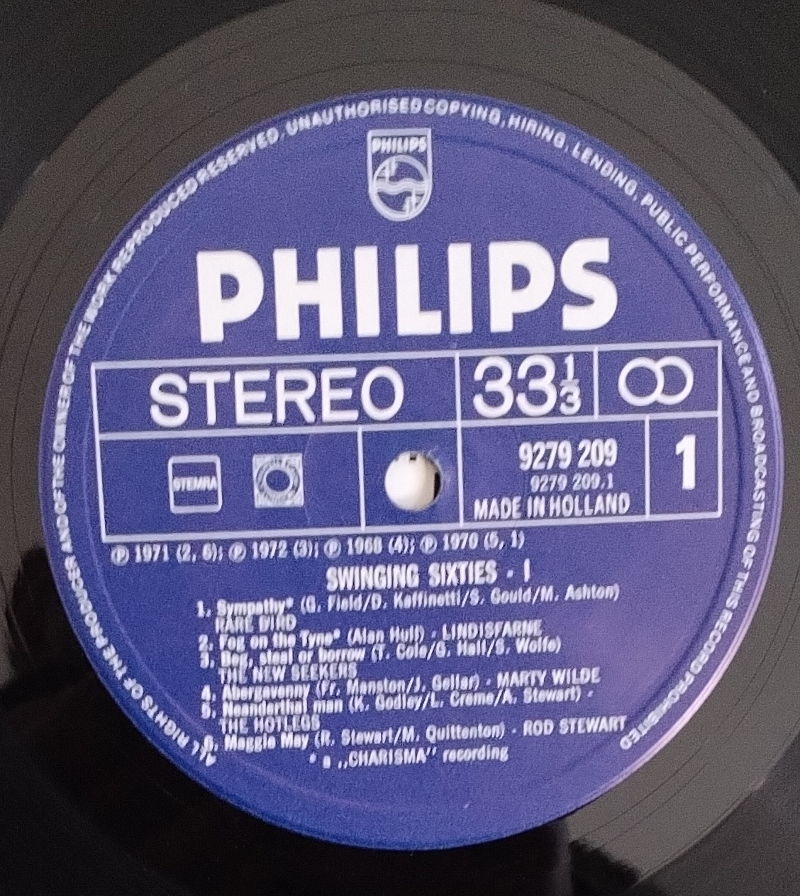 ALL RIGHTS OF THE PRODUCER AND OF THE OWNER OF THE WORK REPRODUCED RESERVED, UNAUTHORISED COPYING, HIRING, LENDING, PUBLIC PERFORMANCE AND BROADCASTING OF THIS RECORD PROHIBITED
PHILIPS
PHILIPS
STEREO
33 1/3
STEMRA
9279 209
9279 209.1
MADE IN HOLLAND
1
℗ 1971 (2, 6); ℗ 1972 (3); ℗ 1968 (4); ℗ 1970 (5, 1)
SWINGING SIXTIES - I
1. Sympathy* (G. Field/D. Kaffinetti/S. Gould/M. Ashton)
RARE BIRD
2. Fog on the Tyne* (Alan Hull) - LINDISFARNE
3. Beg, steal or borrow (T. Cole/G. Hall/S. Wolfe)
THE NEW SEEKERS
4. Abergavenny (Fr. Manston/J. Gellar) - MARTY WILDE
5. Neanderthal man (K. Godley/L. Creme/A. Stewart) -
THE HOTLEGS
6. Maggie May (R. Stewart/M. Quittenton) - ROD STEWART
* a ,,CHARISMA'' recording